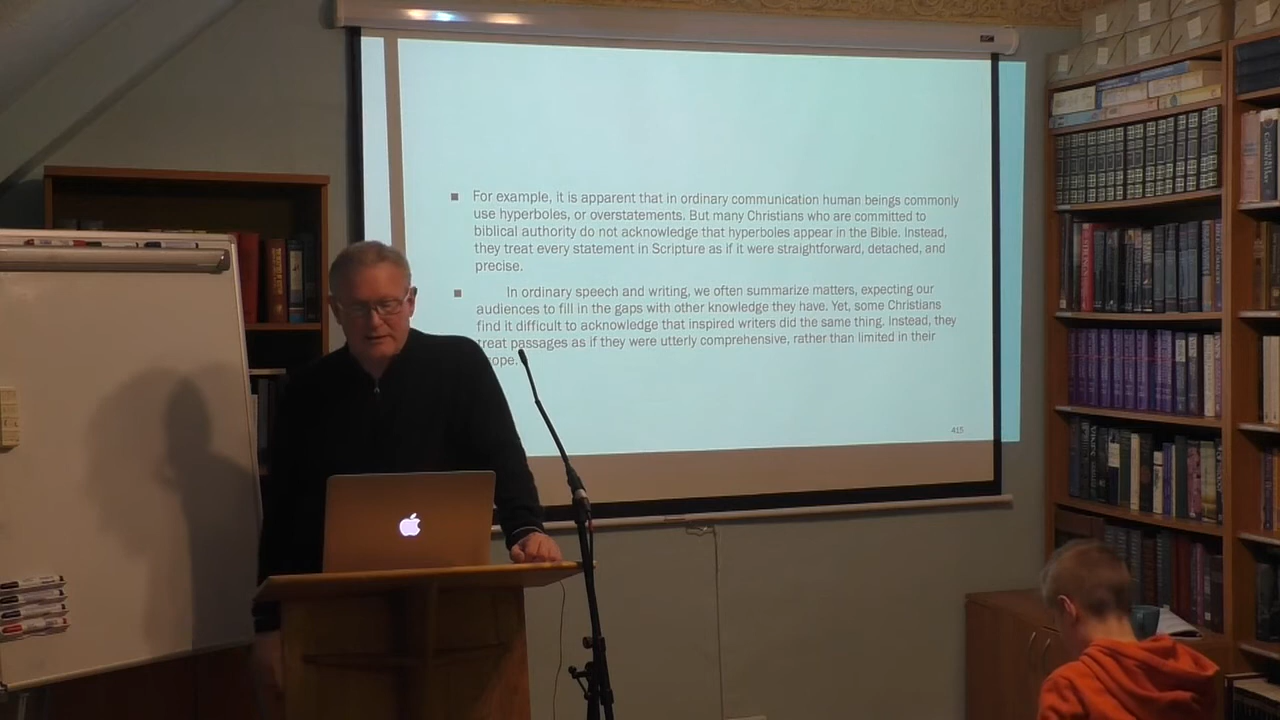 For example, it is apparent that in ordinary communication human beings commonly
use hyperboles, or overstatements. But many Christians who are committed to
biblical authority do not acknowledge that hyperboles appear in the Bible. Instead,
they treat every statement in Scripture as if it were straightforward, detached, and
precise.
In ordinary speech and writing, we often summarize matters, expecting our
audiences to fill in the gaps with other knowledge they have. Yet, some Christians
find it difficult to acknowledge that inspired writers did the same thing. Instead, they
treat passages as if they were utterly comprehensive, rather than limited in their
415